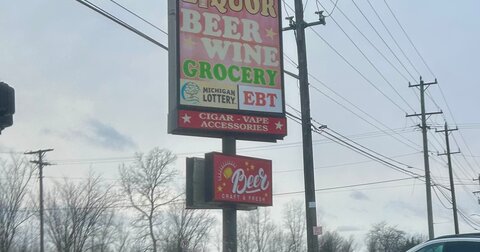 LIQUOR
BEER
WINE
GROCERY
MICHIGAN
LOTTERY
EBT
CIGAR - VAPE
ACCESSORIES
Beer
CRAFT & FRESH